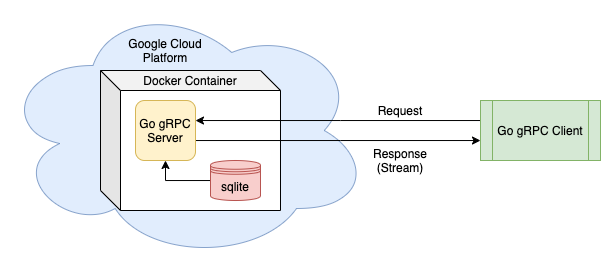 Google Cloud
Platform
Docker Container
Go gRPC
Server
sqlite
Request
Response
(Stream)
Go gRPC Client